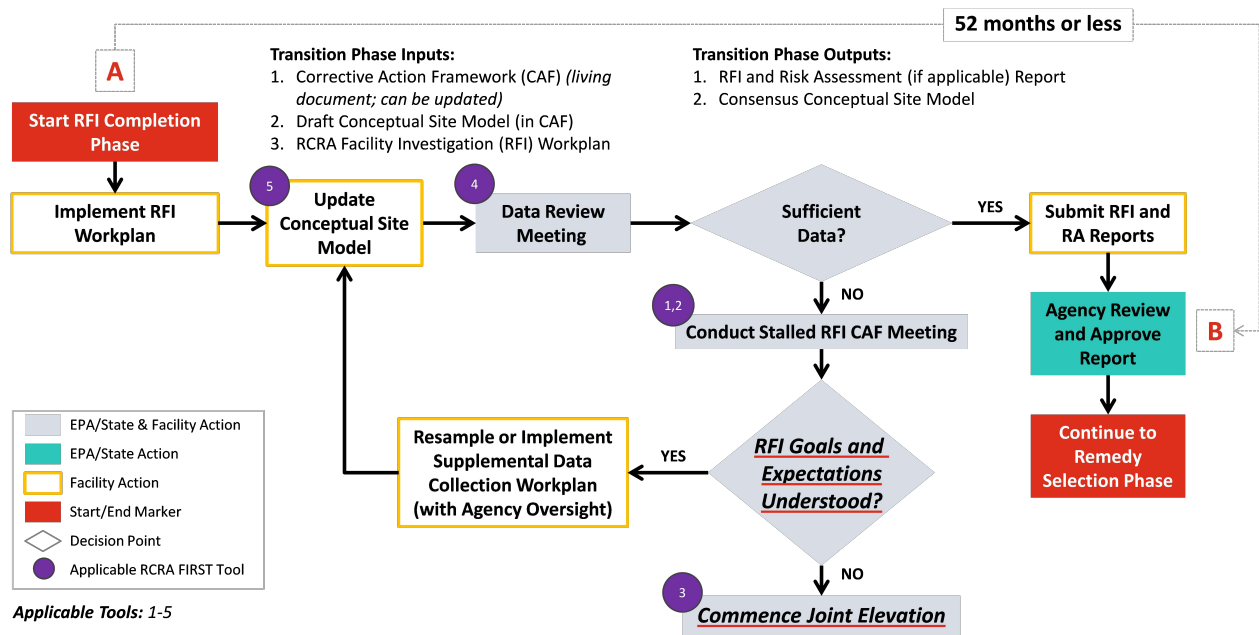 52 months or less
A
Transition Phase Inputs:
1. Corrective Action Framework (CAF) (living
document; can be updated)
2. Draft Conceptual Site Model (in CAF)
3. RCRA Facility Investigation (RFI) Workplan
Transition Phase Outputs:
1. RFI and Risk Assessment (if applicable) Report
2. Consensus Conceptual Site Model
Start RFI Completion
Phase
Implement RFI
Workplan
5
Update
Conceptual Site
Model
4
Data Review
Meeting
Sufficient
Data?
YES
Submit RFI and
RA Reports
NO
1,2
Conduct Stalled RFI CAF Meeting
Agency Review
and Approve
Report
B
Continue to
Remedy
Selection Phase
RFI Goals and
Expectations
Understood?
YES
Resample or Implement
Supplemental Data
Collection Workplan
(with Agency Oversight)
NO
3
Commence Joint Elevation
EPA/State & Facility Action
EPA/State Action
Facility Action
Start/End Marker
Decision Point
Applicable RCRA FIRST Tool
Applicable Tools: 1-5